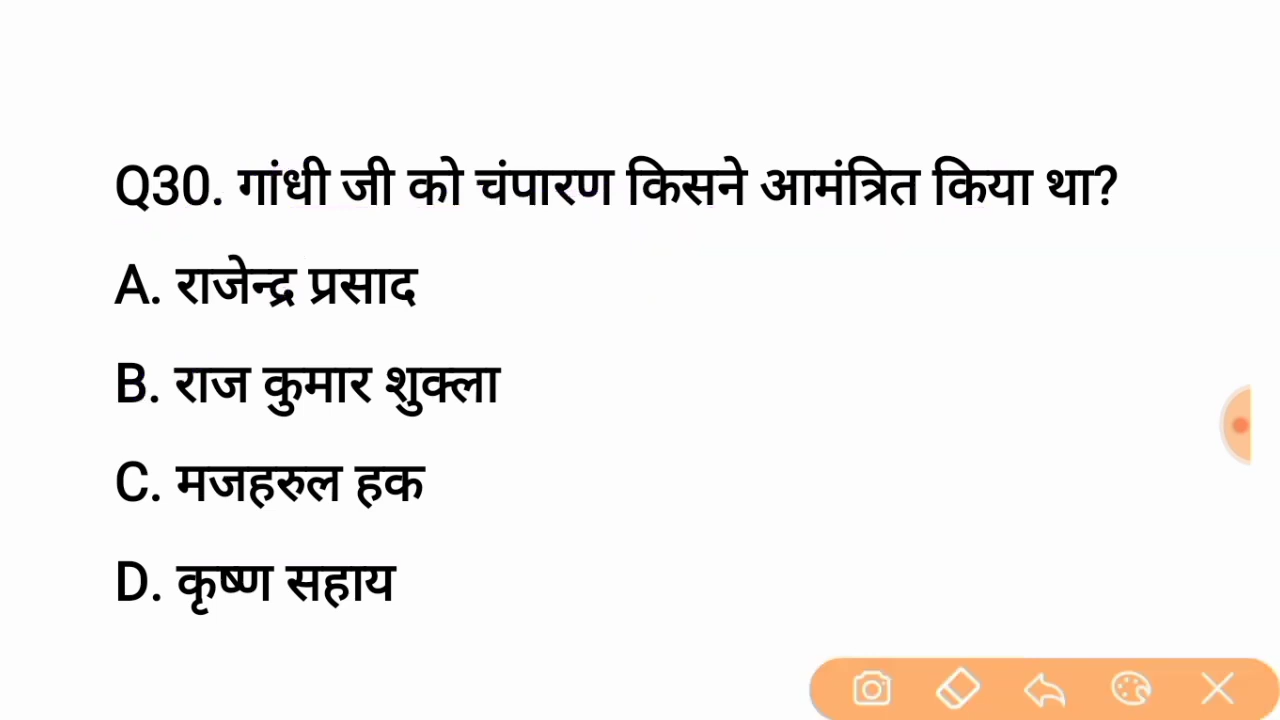 Q30. गांधी जी को चंपारण किसने आमंत्रित किया था?
A. राजेन्द्र प्रसाद
B. राज कुमार शुक्ला
C. मजहरुल हक
D. कृष्ण सहाय